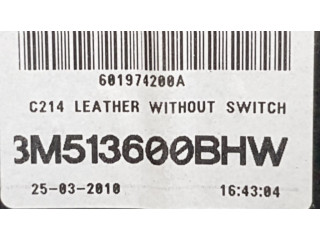 601974200A
C214 LEATHER WITHOUT SWITCH
3M513600BHW
25-03-2010 16:43:04